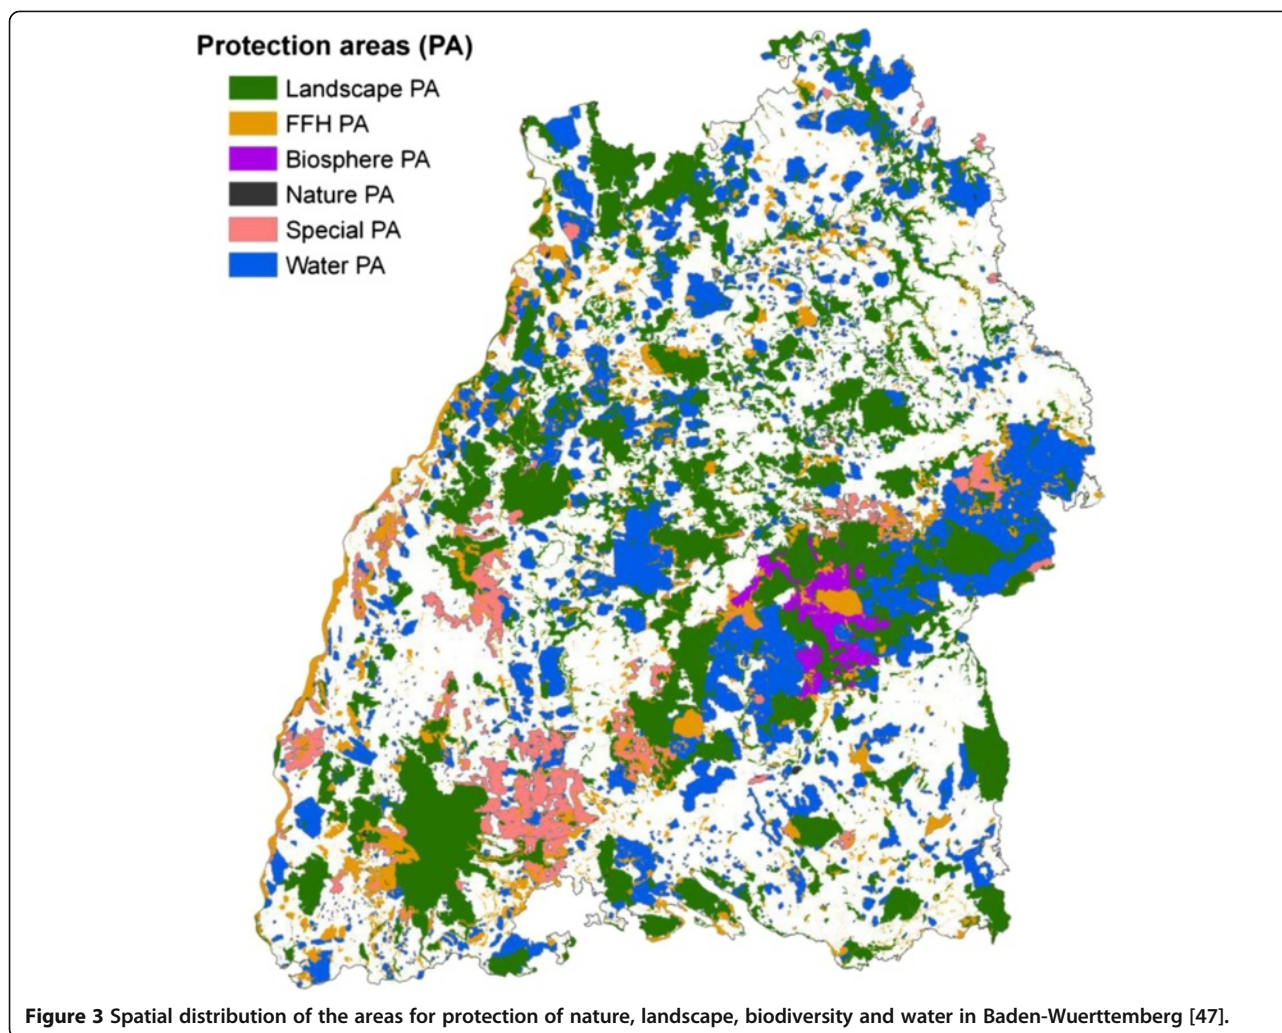 Protection areas (PA)
Landscape PA
FFH PA
Biosphere PA
Nature PA
Special PA
Water PA
Figure 3 Spatial distribution of the areas for protection of nature, landscape, biodiversity and water in Baden-Wuerttemberg [47].